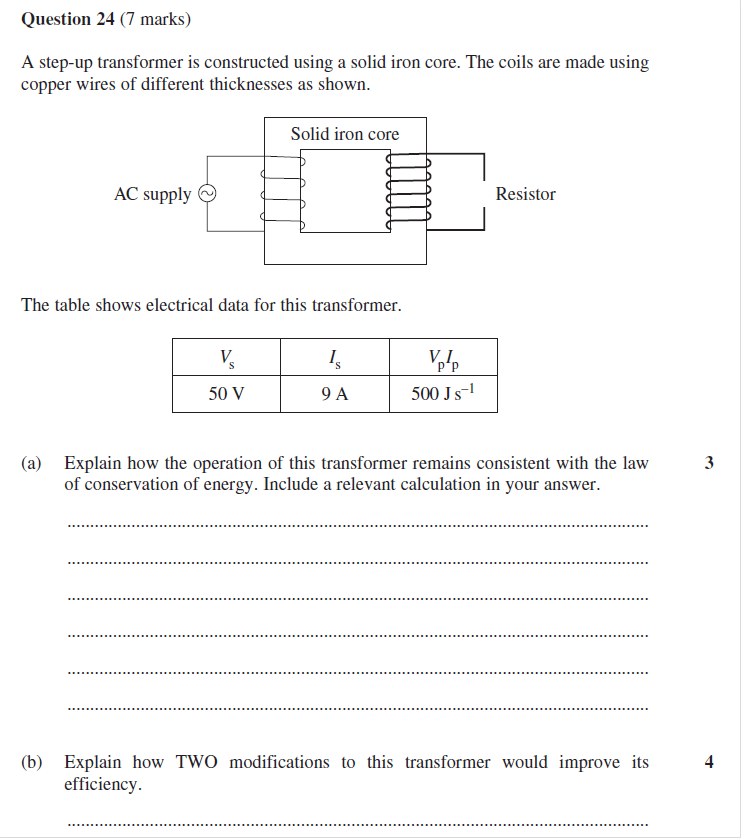 Question 24 (7 marks)
A step-up transformer is constructed using a solid iron core. The coils are made using
copper wires of different thicknesses as shown.
Solid iron core
AC supply
Resistor
The table shows electrical data for this transformer.
Vs Is VpIp
50 V 9 A 500 J s⁻¹
(a) Explain how the operation of this transformer remains consistent with the law 3
of conservation of energy. Include a relevant calculation in your answer.
(b) Explain how TWO modifications to this transformer would improve its 4
efficiency.